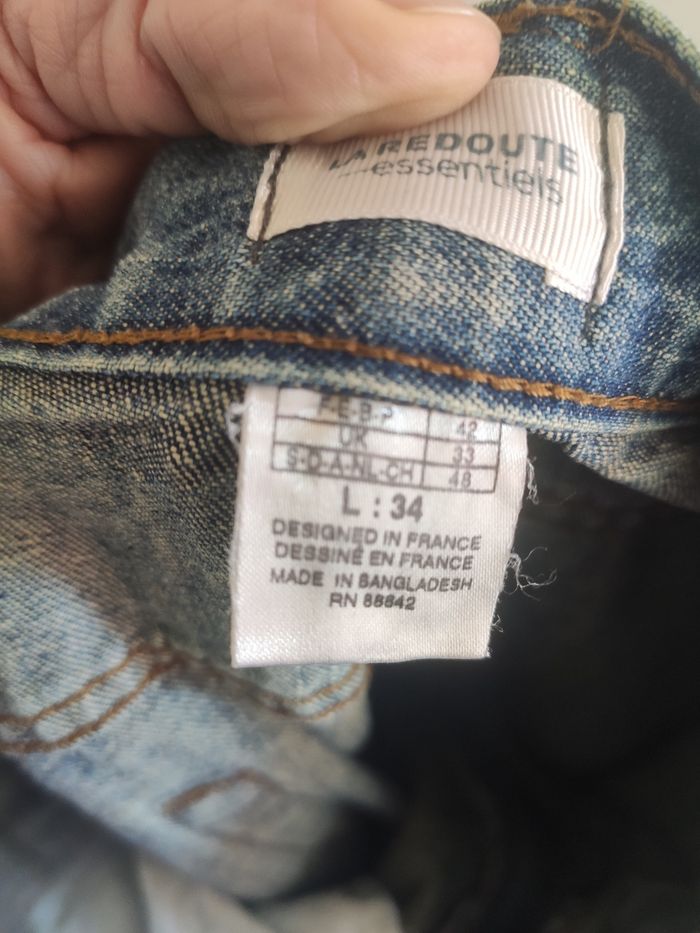 LA REDOUTE
essentiels
F-E-B-P 42
UK 33
S-D-A-NL-CH 48
L : 34
DESIGNED IN FRANCE
DESSINÉ EN FRANCE
MADE IN BANGLADESH
RN 88842